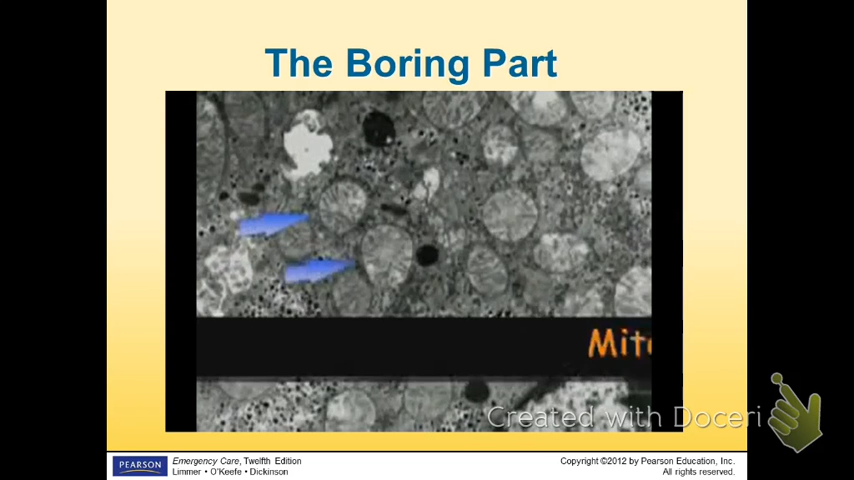 The Boring Part
Mito
Created with Doceri
PEARSON
Emergency Care, Twelfth Edition
Limmer • O'Keefe • Dickinson
Copyright ©2012 by Pearson Education, Inc.
All rights reserved.